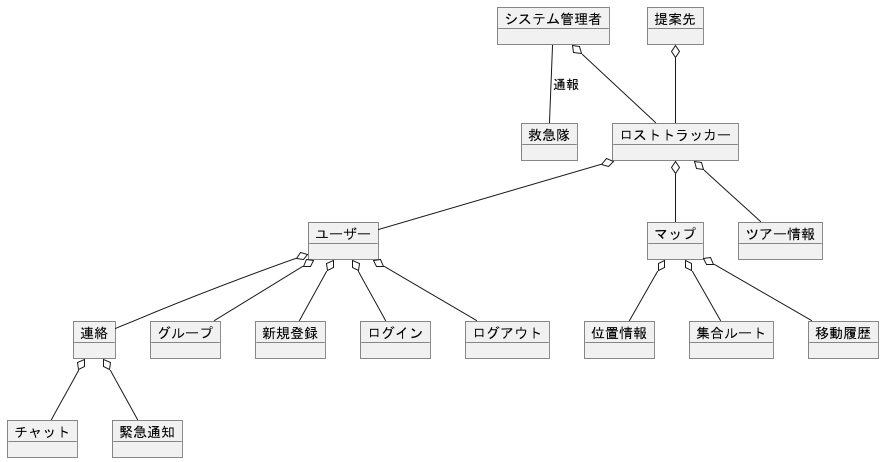 システム管理者
提案先
通報
救急隊
ロストトラッカー
ユーザー
マップ
ツアー情報
連絡
グループ
新規登録
ログイン
ログアウト
位置情報
集合ルート
移動履歴
チャット
緊急通知